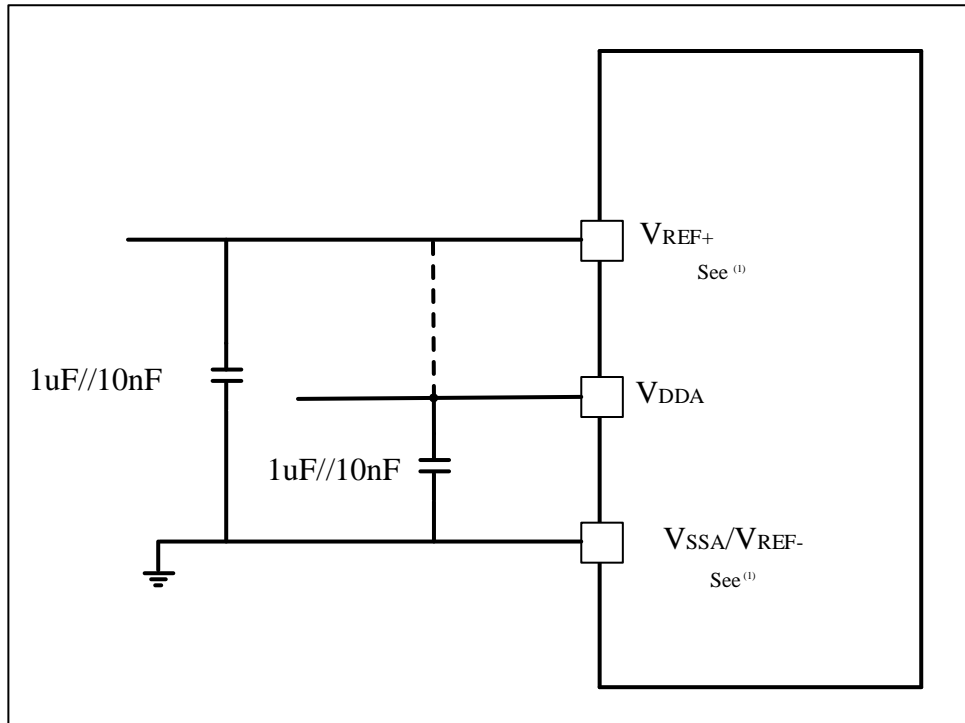 VREF+
See (1)
1uF//10nF
VDDA
1uF//10nF
VSSA/VREF-
See (1)